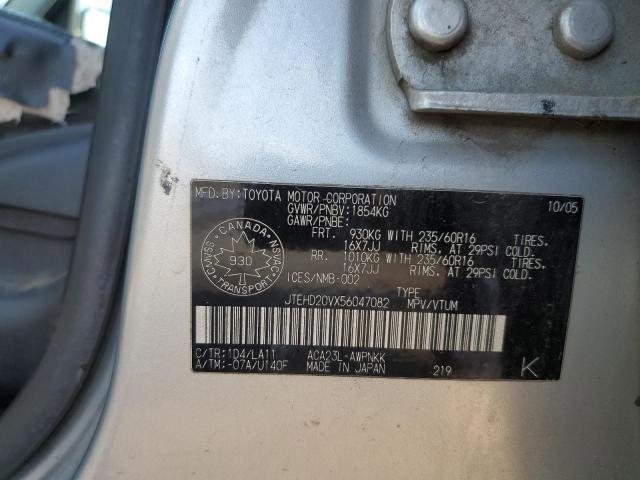 MFD. BY: TOYOTA MOTOR CORPORATION 10/05
GVWR/PNBV: 1854KG
GAWR/PNBE:
FRT. 930KG WITH 235/60R16 TIRES.
16X7JJ RIMS. AT 29PSI COLD.
RR. 1010KG WITH 235/60R16 TIRES.
16X7JJ RIMS. AT 29PSI COLD.
CANADA
CMVSS NSVAC
930
TRANSPORT
ICES/NMB-002
TYPE
JTEHD20VX56047082 MPV/VTUM
C/TR: 1D4/LA11 ACA23L-AWPNKK
A/TM: -07A/U140F MADE IN JAPAN 219 K